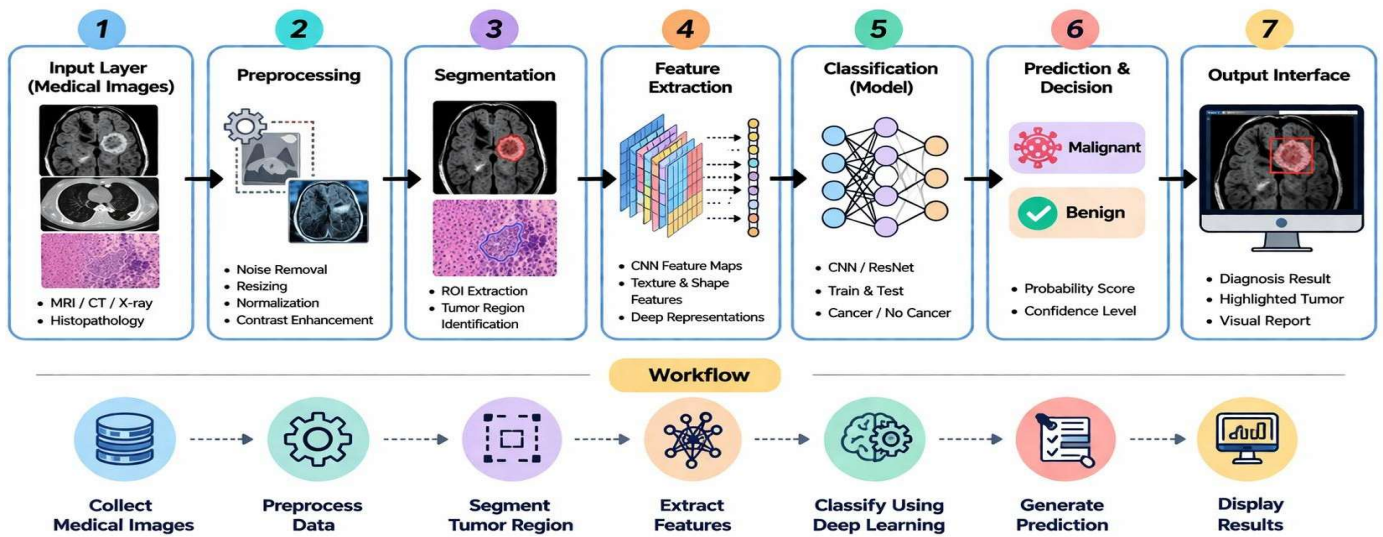 1
Input Layer
(Medical Images)
• MRI / CT / X-ray
• Histopathology
2
Preprocessing
• Noise Removal
• Resizing
• Normalization
• Contrast Enhancement
3
Segmentation
• ROI Extraction
• Tumor Region
Identification
4
Feature
Extraction
• CNN Feature Maps
• Texture & Shape
Features
• Deep Representations
5
Classification
(Model)
• CNN / ResNet
• Train & Test
• Cancer / No Cancer
6
Prediction &
Decision
Malignant
Benign
• Probability Score
• Confidence Level
7
Output Interface
• Diagnosis Result
• Highlighted Tumor
• Visual Report
Workflow
Collect
Medical Images
Preprocess
Data
Segment
Tumor Region
Extract
Features
Classify Using
Deep Learning
Generate
Prediction
Display
Results